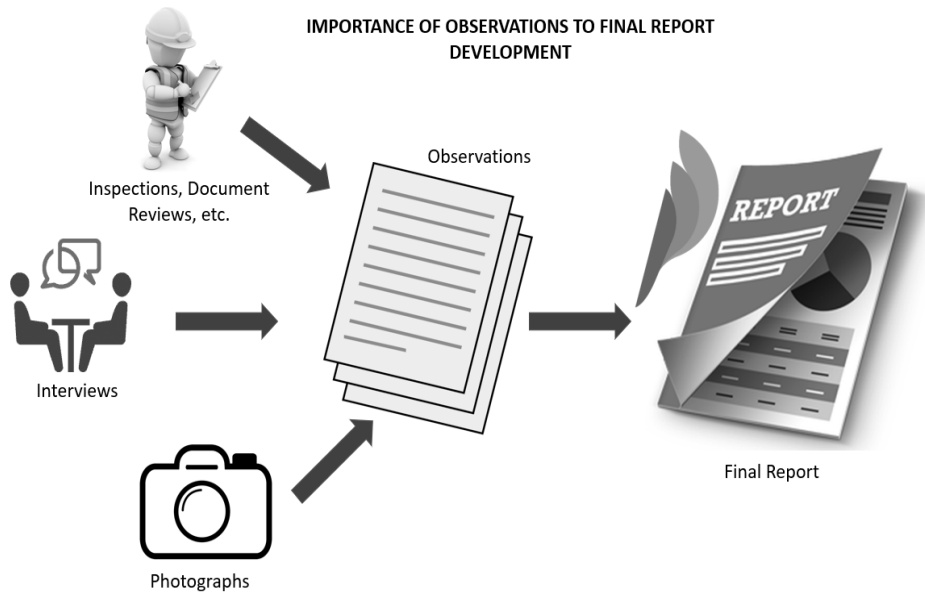 IMPORTANCE OF OBSERVATIONS TO FINAL REPORT
DEVELOPMENT
Inspections, Document
Reviews, etc.
Observations
REPORT
Interviews
Final Report
Photographs